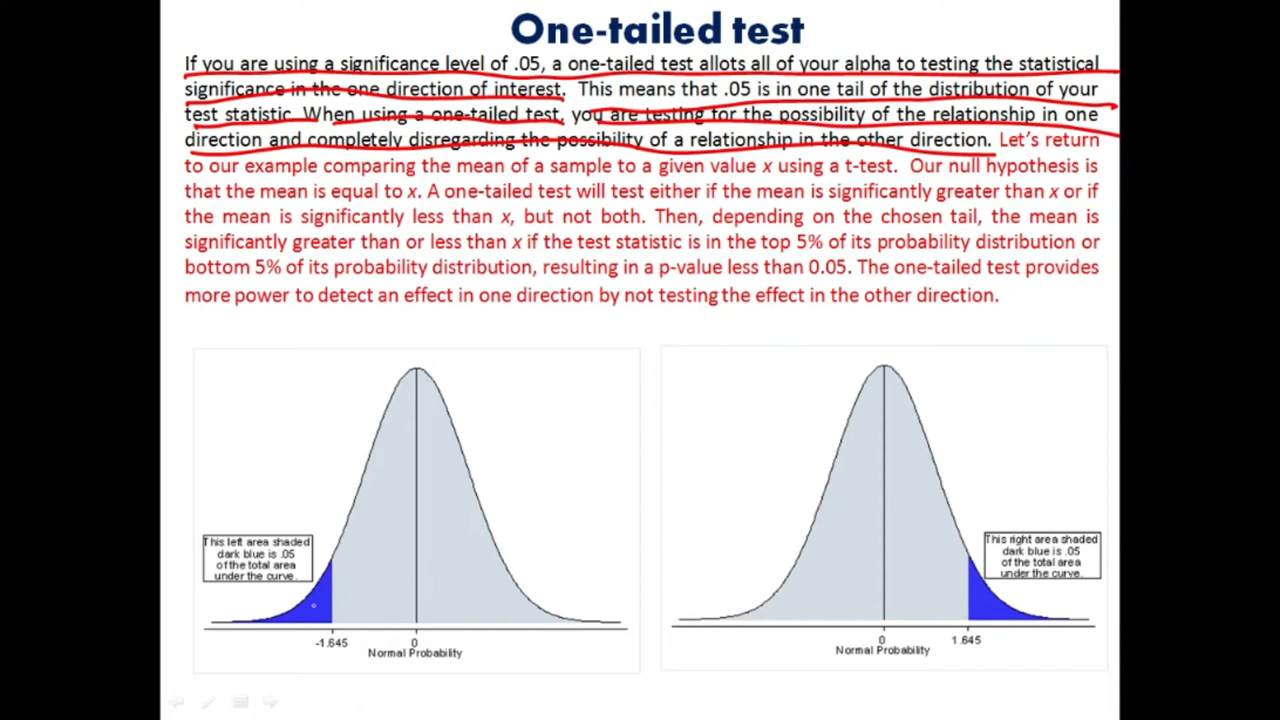 One-tailed test
If you are using a significance level of .05, a one-tailed test allots all of your alpha to testing the statistical
significance in the one direction of interest. This means that .05 is in one tail of the distribution of your
test statistic. When using a one-tailed test, you are testing for the possibility of the relationship in one
direction and completely disregarding the possibility of a relationship in the other direction. Let's return
to our example comparing the mean of a sample to a given value x using a t-test. Our null hypothesis is
that the mean is equal to x. A one-tailed test will test either if the mean is significantly greater than x or if
the mean is significantly less than x, but not both. Then, depending on the chosen tail, the mean is
significantly greater than or less than x if the test statistic is in the top 5% of its probability distribution or
bottom 5% of its probability distribution, resulting in a p-value less than 0.05. The one-tailed test provides
more power to detect an effect in one direction by not testing the effect in the other direction.
This left area shaded
dark blue is .05
of the total area
under the curve.
-1.645
0
Normal Probability
This right area shaded
dark blue is .05
of the total area
under the curve.
0
1.645
Normal Probability